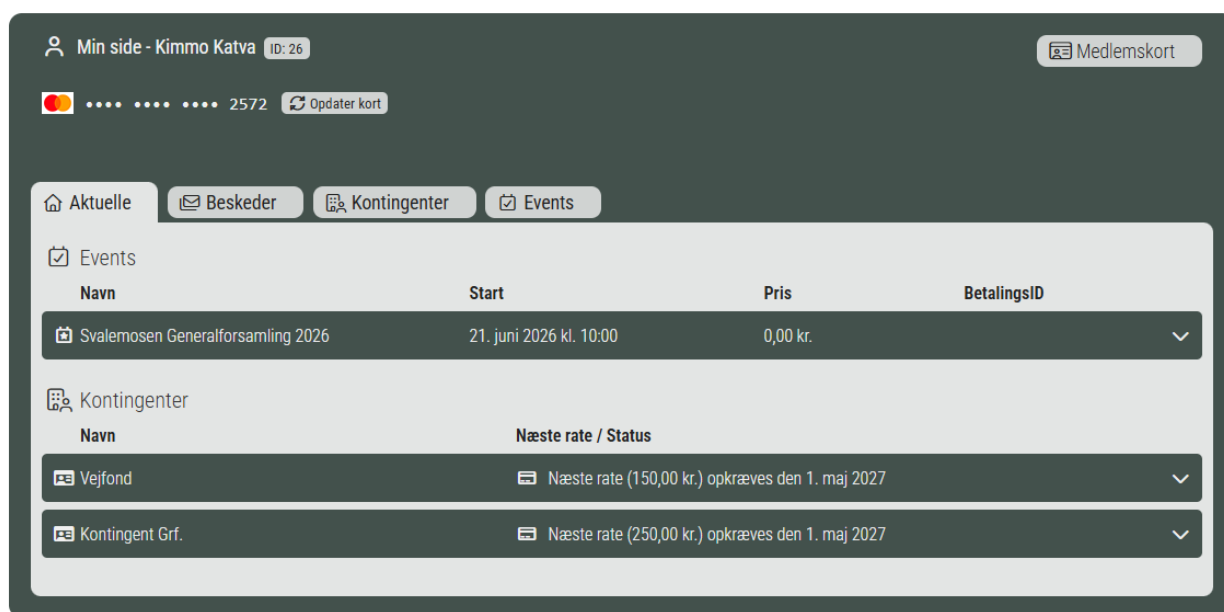 Min side - Kimmo Katva ID: 26
Medlemskort
•••• •••• •••• 2572 Opdater kort
Aktuelle Beskeder Kontingenter Events
Events
Navn Start Pris BetalingsID
Svalemosen Generalforsamling 2026 21. juni 2026 kl. 10:00 0,00 kr.
Kontingenter
Navn Næste rate / Status
Vejfond Næste rate (150,00 kr.) opkræves den 1. maj 2027
Kontingent Grf. Næste rate (250,00 kr.) opkræves den 1. maj 2027